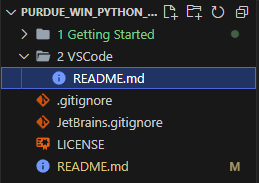 PURDUE_WIN_PYTHON_...
1 Getting Started
2 VSCode
README.md
.gitignore
JetBrains.gitignore
LICENSE
README.md M